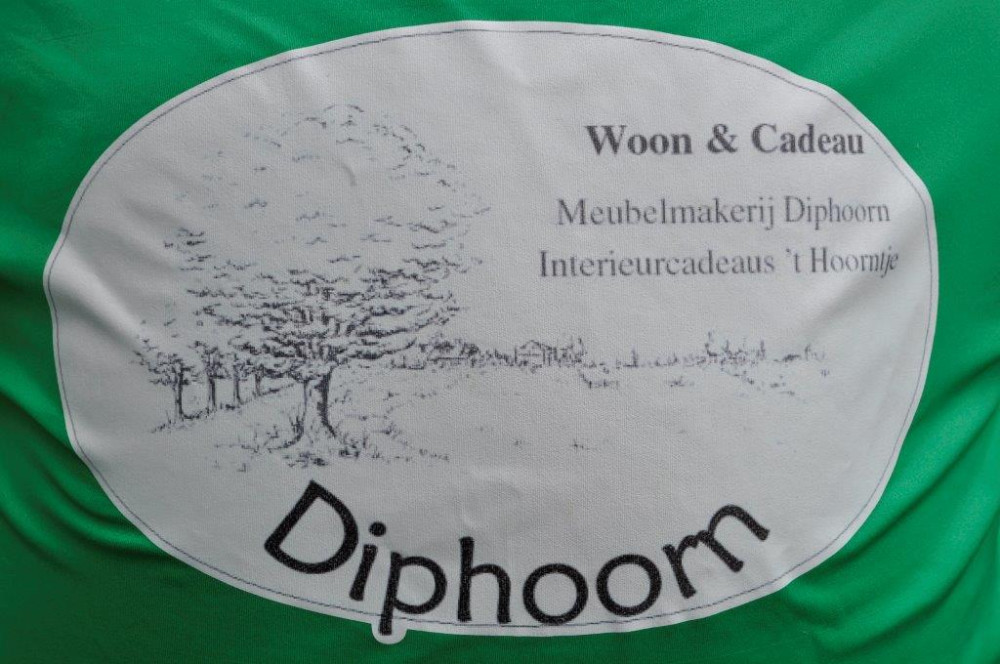 Woon & Cadeau
Meubelmakerij Diphoorn
Interieurcadeaus 't Hoorntje
Diphoorn